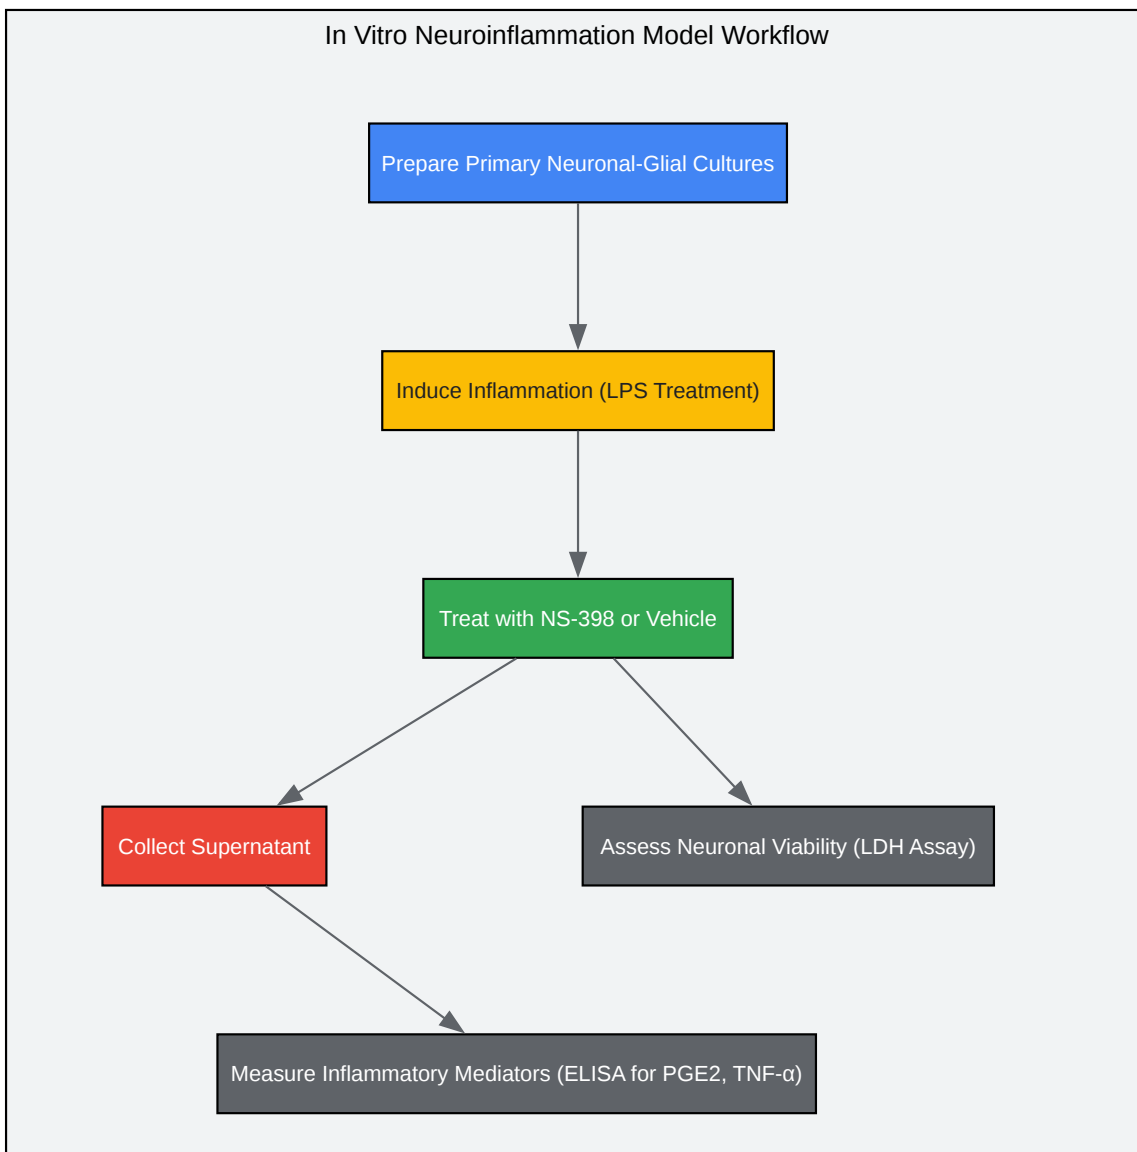 In Vitro Neuroinflammation Model Workflow
Prepare Primary Neuronal-Glial Cultures
Induce Inflammation (LPS Treatment)
Treat with NS-398 or Vehicle
Collect Supernatant
Assess Neuronal Viability (LDH Assay)
Measure Inflammatory Mediators (ELISA for PGE2, TNF-α)